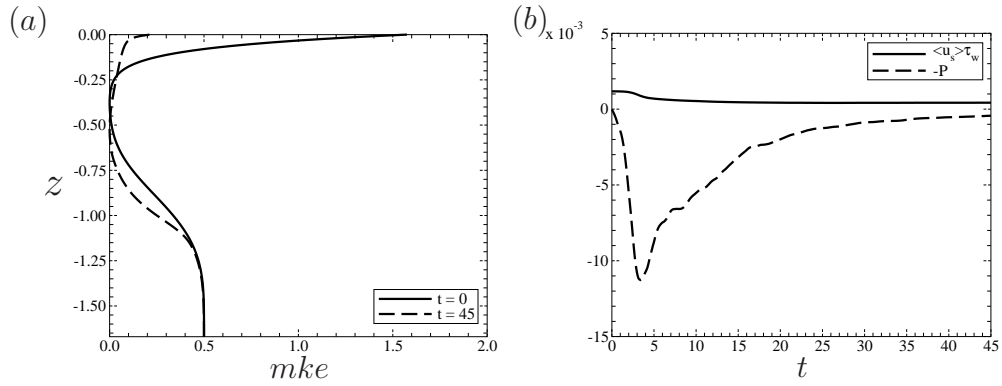 (a)
0.00
-0.25
-0.50
-0.75
-1.00
-1.25
-1.50
z
t = 0
t = 45
0.0 0.5 1.0 1.5 2.0
mke
(b)
x 10⁻³
5
0
-5
-10
-15
<u_s>τ_w
-P
0 5 10 15 20 25 30 35 40 45
t